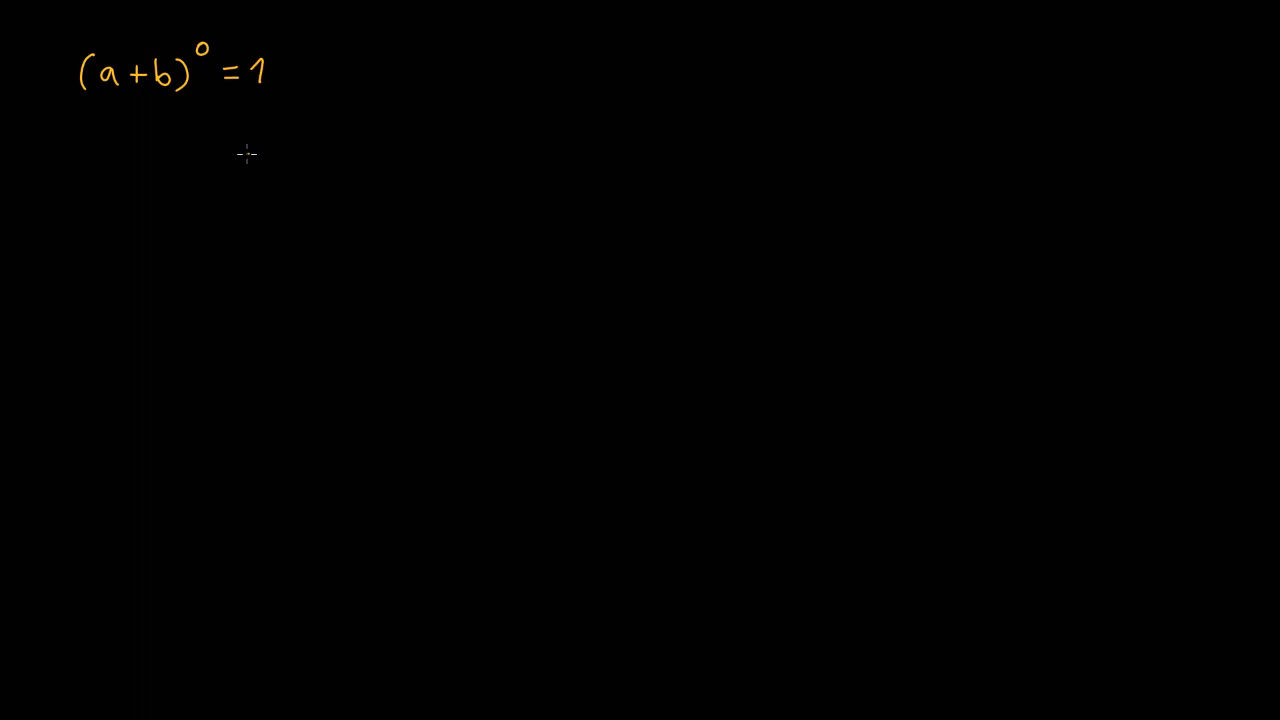 (a+b)⁰ = 1